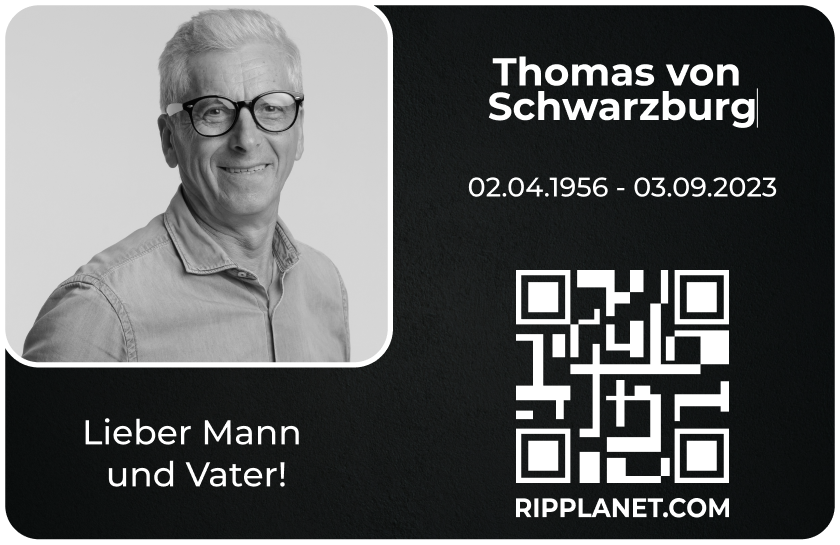 Thomas von
Schwarzburg
02.04.1956 - 03.09.2023
Lieber Mann
und Vater!
RIPPLANET.COM